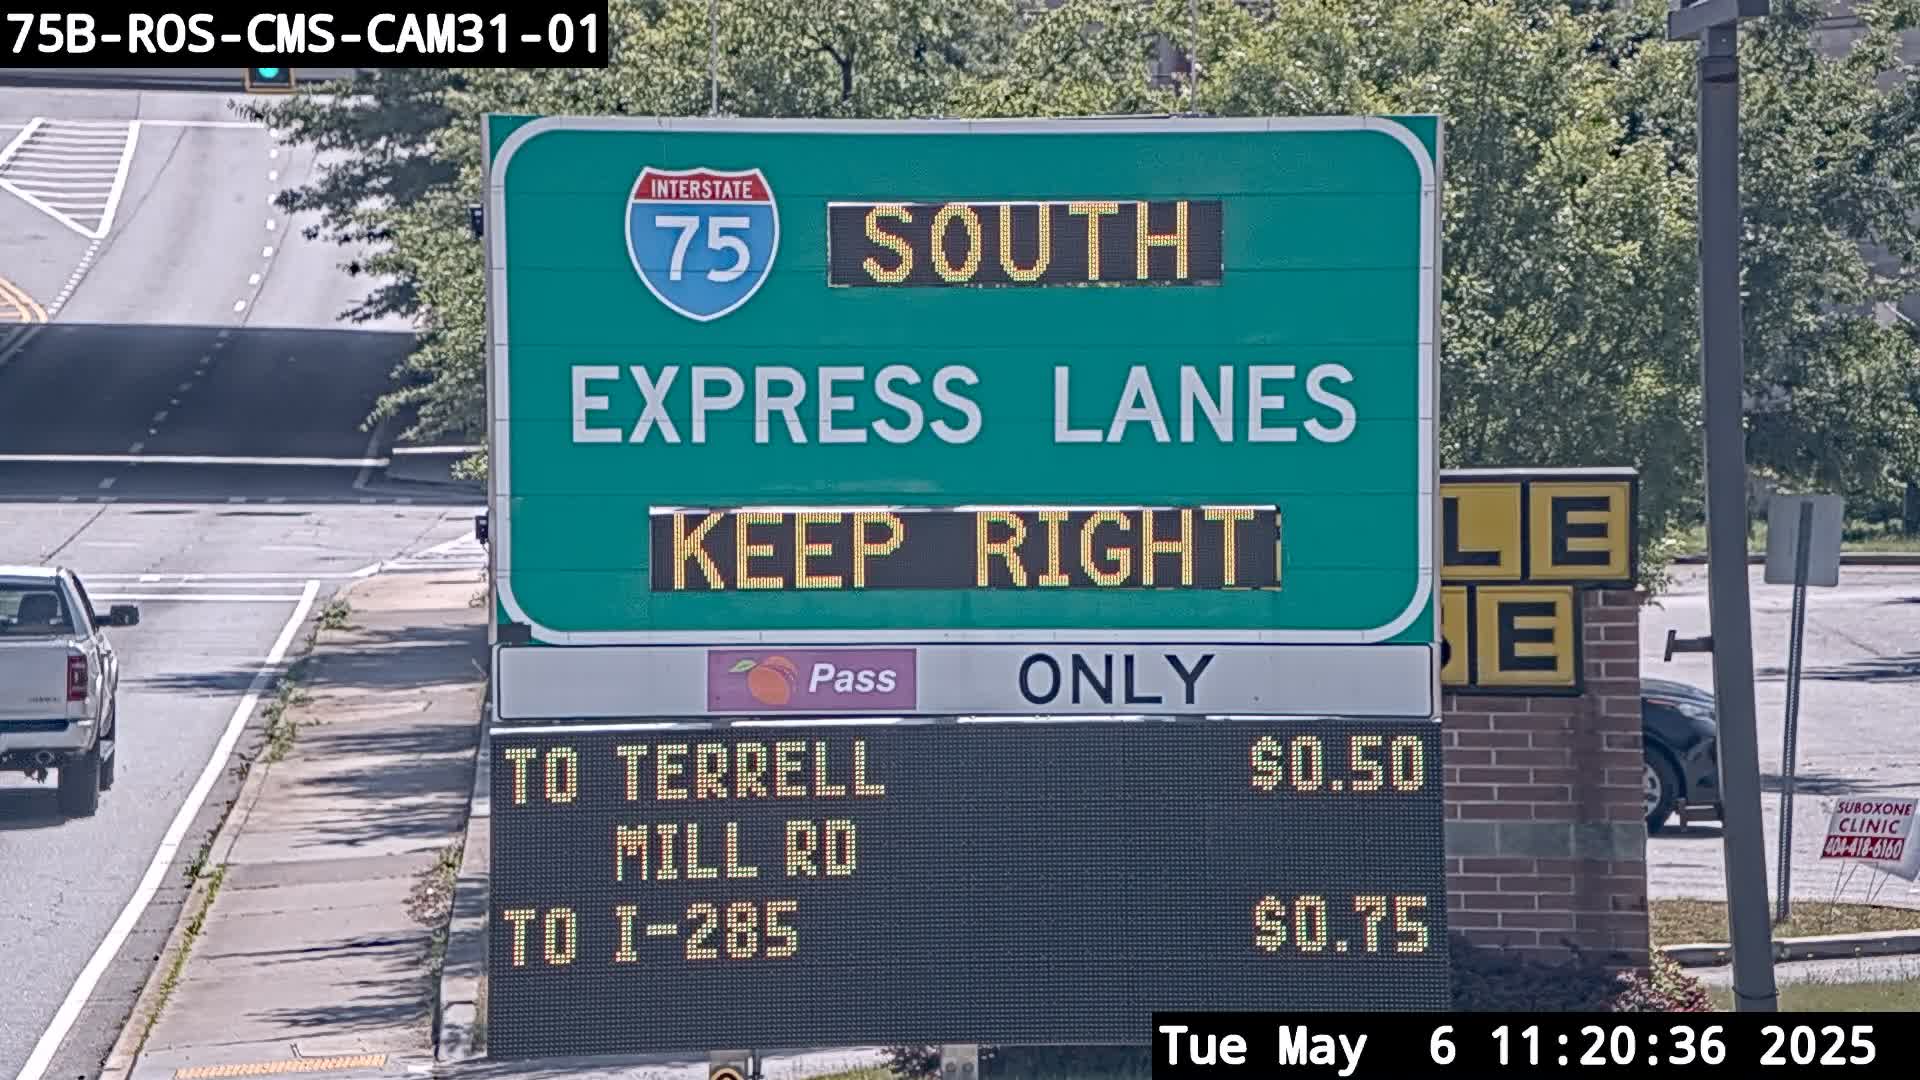 75B-ROS-CMS-CAM31-01
INTERSTATE
75
SOUTH
EXPRESS LANES
KEEP RIGHT
Pass ONLY
TO TERRELL $0.50
MILL RD
TO I-285 $0.75
LE
E
SUBOXONE
CLINIC
404-418-6160
Tue May 6 11:20:36 2025